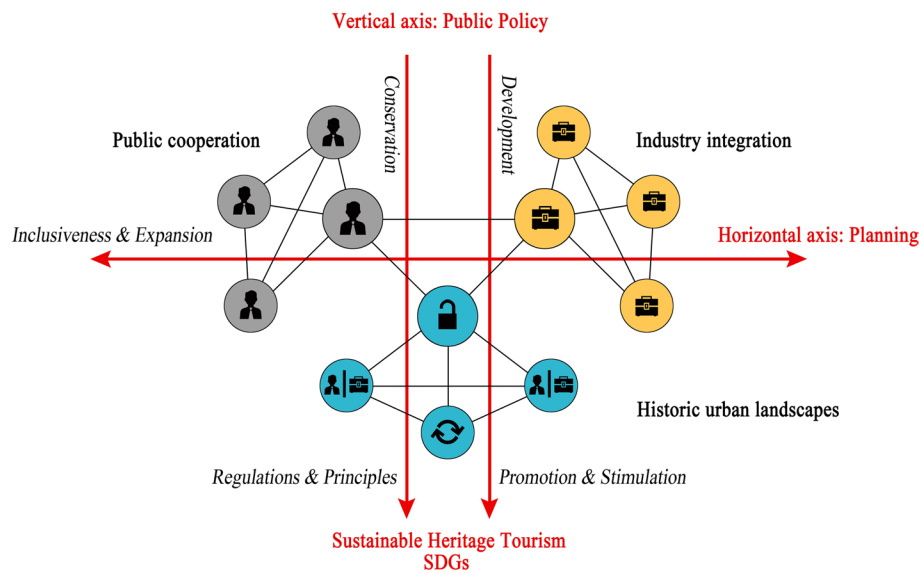 Vertical axis: Public Policy
Conservation
Development
Public cooperation
Industry integration
Inclusiveness & Expansion
Horizontal axis: Planning
Historic urban landscapes
Regulations & Principles
Promotion & Stimulation
Sustainable Heritage Tourism
SDGs